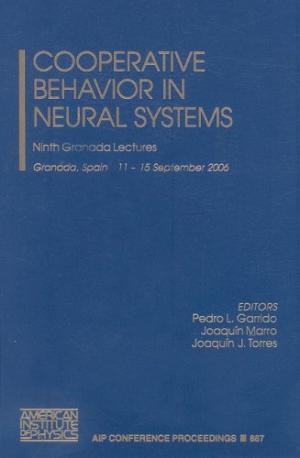 COOPERATIVE
BEHAVIOR IN
NEURAL SYSTEMS
Ninth Granada Lectures
Granada, Spain 11 - 15 September 2006
EDITORS
Pedro L. Garrido
Joaquín Marro
Joaquín J. Torres
AMERICAN
INSTITUTE
OF PHYSICS
AIP CONFERENCE PROCEEDINGS 887